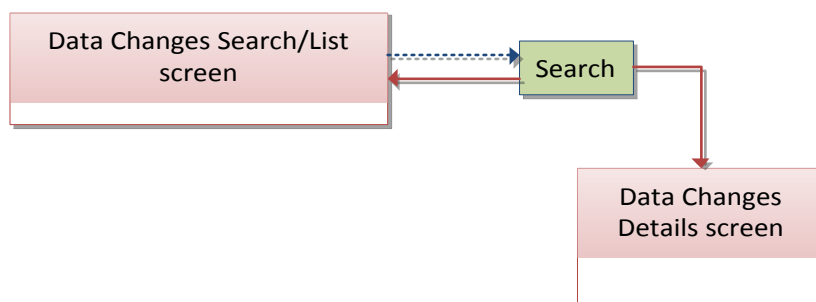 Data Changes Search/List
screen
Search
Data Changes
Details screen